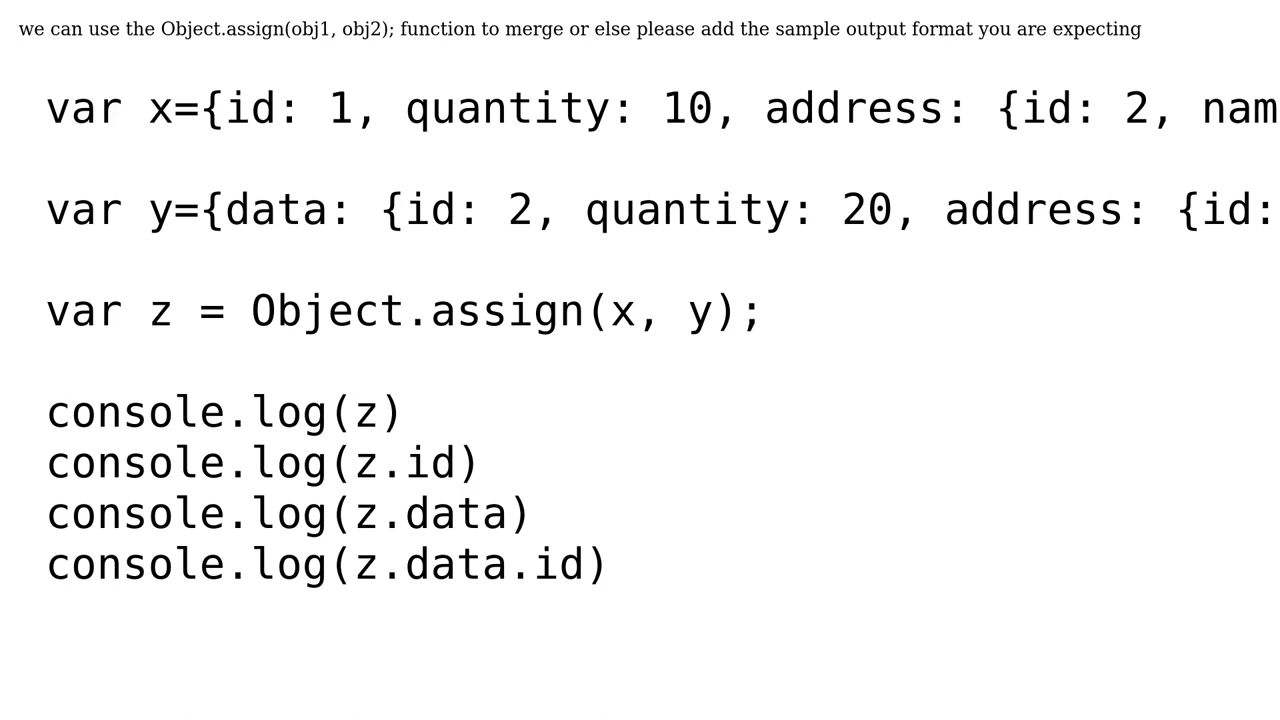 we can use the Object.assign(obj1, obj2); function to merge or else please add the sample output format you are expecting
var x={id: 1, quantity: 10, address: {id: 2, nam
var y={data: {id: 2, quantity: 20, address: {id:
var z = Object.assign(x, y);
console.log(z)
console.log(z.id)
console.log(z.data)
console.log(z.data.id)